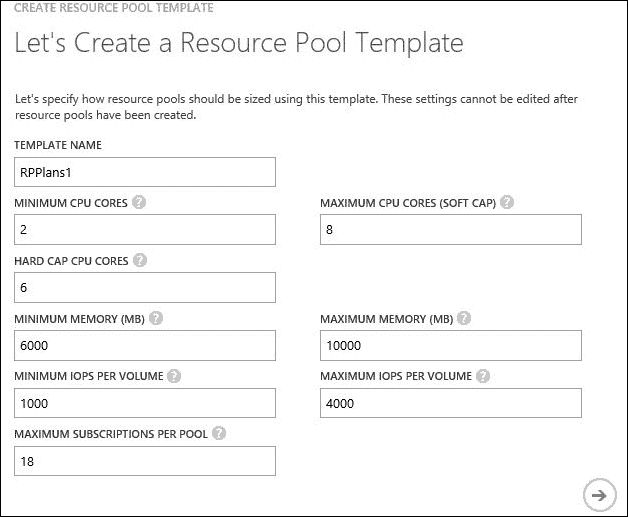 CREATE RESOURCE POOL TEMPLATE
Let's Create a Resource Pool Template
Let's specify how resource pools should be sized using this template. These settings cannot be edited after
resource pools have been created.
TEMPLATE NAME
RPPlans1
MINIMUM CPU CORES ?
MAXIMUM CPU CORES (SOFT CAP) ?
2
8
HARD CAP CPU CORES ?
6
MINIMUM MEMORY (MB) ?
MAXIMUM MEMORY (MB) ?
6000
10000
MINIMUM IOPS PER VOLUME ?
MAXIMUM IOPS PER VOLUME ?
1000
4000
MAXIMUM SUBSCRIPTIONS PER POOL ?
18